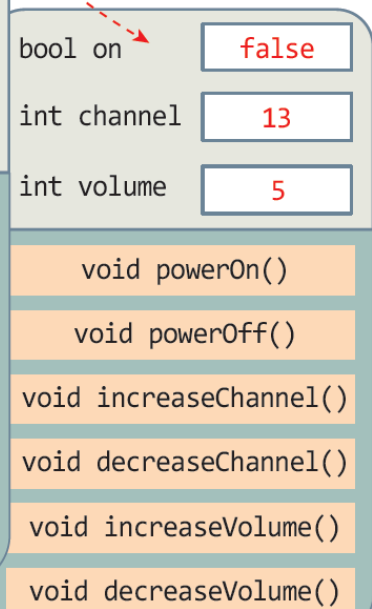 bool on false
int channel 13
int volume 5
void powerOn()
void powerOff()
void increaseChannel()
void decreaseChannel()
void increaseVolume()
void decreaseVolume()